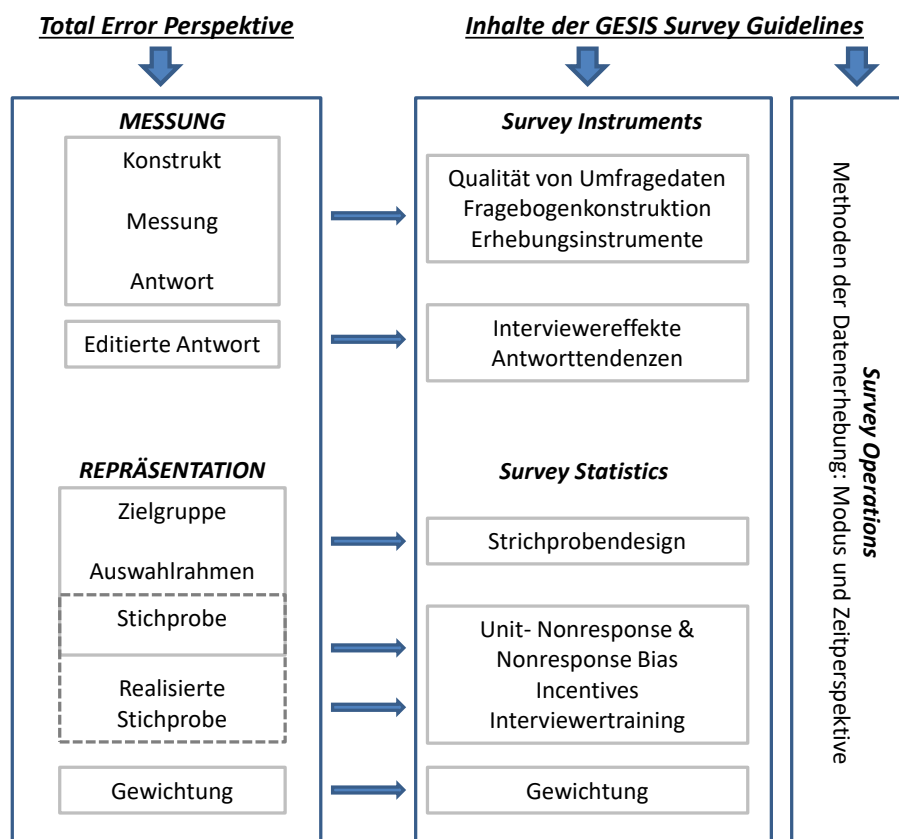 Total Error Perspektive
Inhalte der GESIS Survey Guidelines
MESSUNG
Konstrukt
Messung
Antwort
Editierte Antwort
REPRÄSENTATION
Zielgruppe
Auswahlrahmen
Stichprobe
Realisierte
Stichprobe
Gewichtung
Survey Instruments
Qualität von Umfragedaten
Fragebogenkonstruktion
Erhebungsinstrumente
Interviewereffekte
Antworttendenzen
Survey Statistics
Strichprobendesign
Unit- Nonresponse &
Nonresponse Bias
Incentives
Interviewertraining
Gewichtung
Survey Operations
Methoden der Datenerhebung: Modus und Zeitperspektive